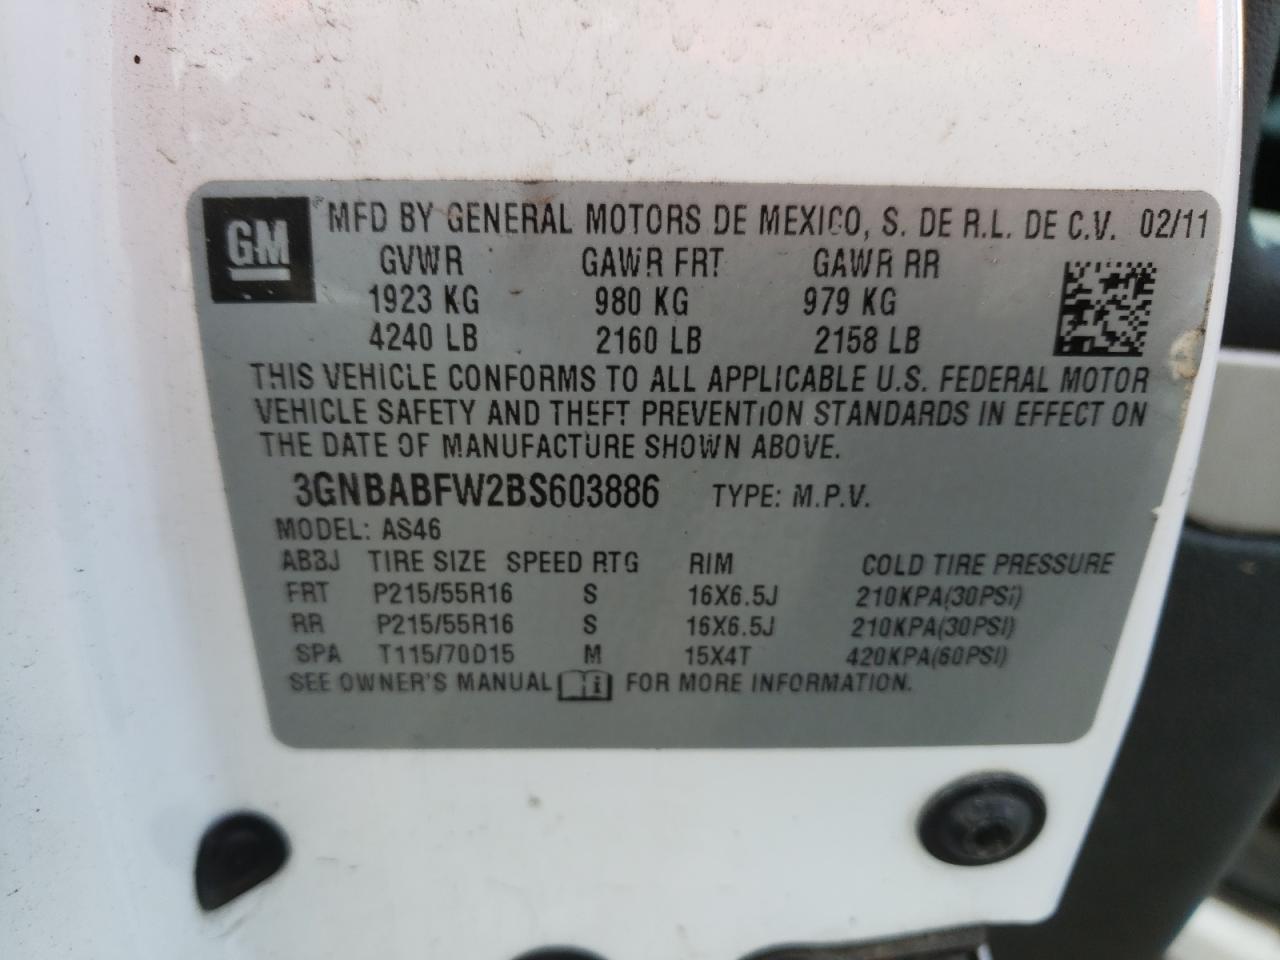 GM
MFD BY GENERAL MOTORS DE MEXICO, S. DE R.L. DE C.V. 02/11
GVWR GAWR FRT GAWR RR
1923 KG 980 KG 979 KG
4240 LB 2160 LB 2158 LB
THIS VEHICLE CONFORMS TO ALL APPLICABLE U.S. FEDERAL MOTOR
VEHICLE SAFETY AND THEFT PREVENTION STANDARDS IN EFFECT ON
THE DATE OF MANUFACTURE SHOWN ABOVE.
3GNBABFW2BS603886 TYPE: M.P.V.
MODEL: AS46
AB3J TIRE SIZE SPEED RTG RIM COLD TIRE PRESSURE
FRT P215/55R16 S 16X6.5J 210KPA(30PSI)
RR P215/55R16 S 16X6.5J 210KPA(30PSI)
SPA T115/70D15 M 15X4T 420KPA(60PSI)
SEE OWNER'S MANUAL FOR MORE INFORMATION.